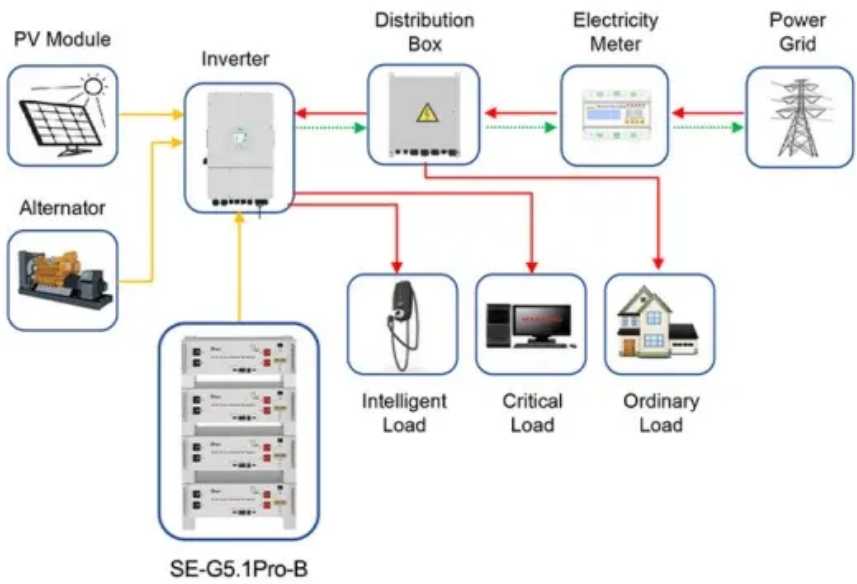 PV Module
Inverter
Distribution
Box
Electricity
Meter
Power
Grid
Alternator
Intelligent
Load
Critical
Load
Ordinary
Load
SE-G5.1Pro-B